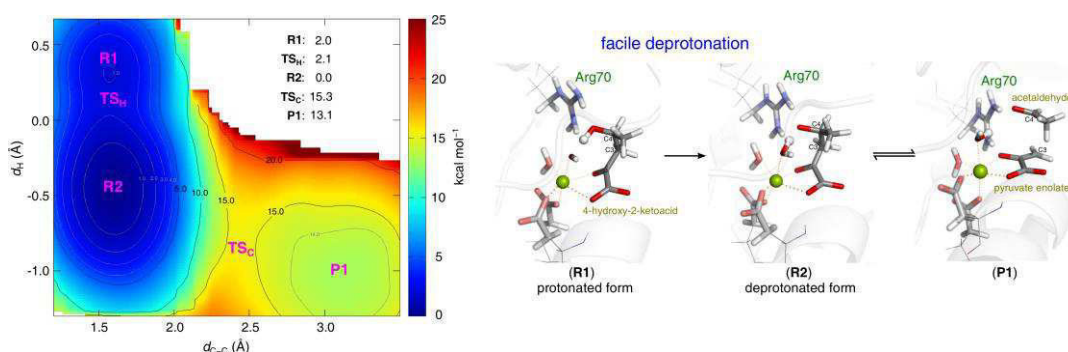 R1: 2.0
TS_H: 2.1
R2: 0.0
TS_C: 15.3
P1: 13.1
R1
TS_H
R2
TS_C
P1
5.0
10.0
15.0
15.0
20.0
0.5
0.0
-0.5
-1.0
d_H (Å)
1.5
2.0
2.5
3.0
d_C–C (Å)
25
20
15
10
5
0
kcal mol⁻¹
facile deprotonation
Arg70
C4
C3
4-hydroxy-2-ketoacid
(R1)
protonated form
Arg70
C4
C3
(R2)
deprotonated form
Arg70
acetaldehyde
C4
C3
pyruvate enolate
(P1)